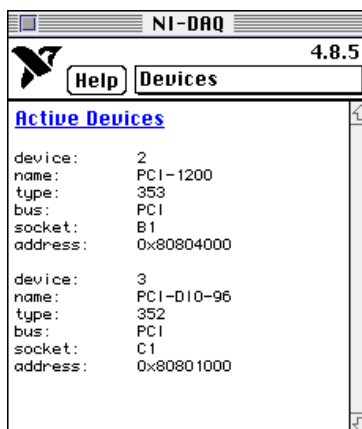 NI-DAQ
4.8.5
Help Devices
Active Devices
device: 2
name: PCI-1200
type: 353
bus: PCI
socket: B1
address: 0x80804000
device: 3
name: PCI-DIO-96
type: 352
bus: PCI
socket: C1
address: 0x80801000